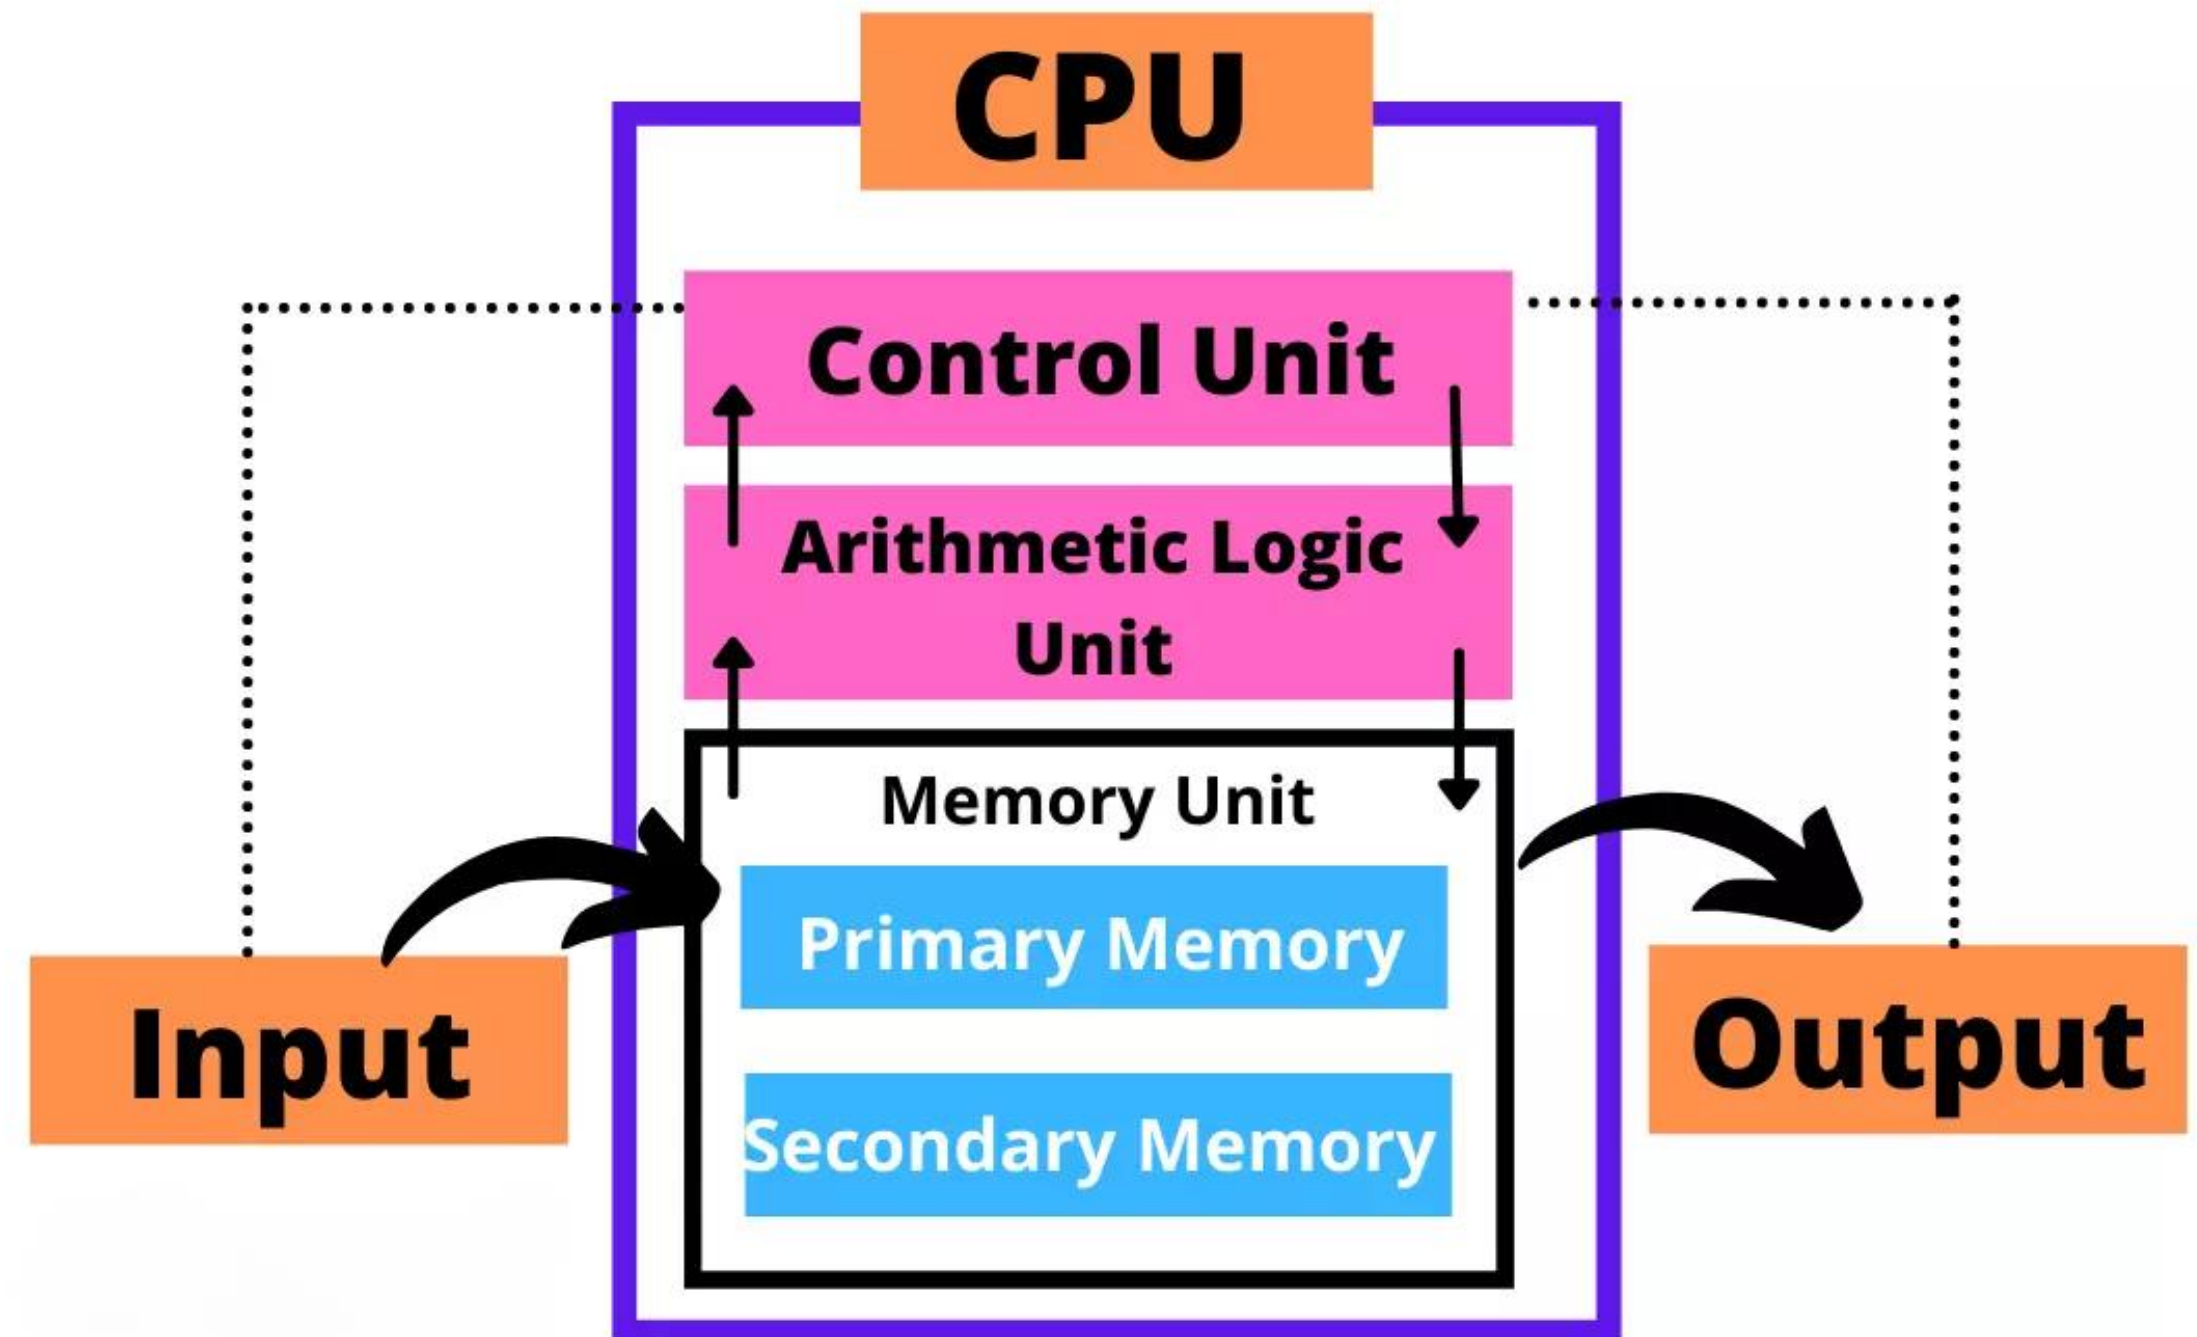 CPU
Control Unit
Arithmetic Logic
Unit
Memory Unit
Primary Memory
Secondary Memory
Input
Output